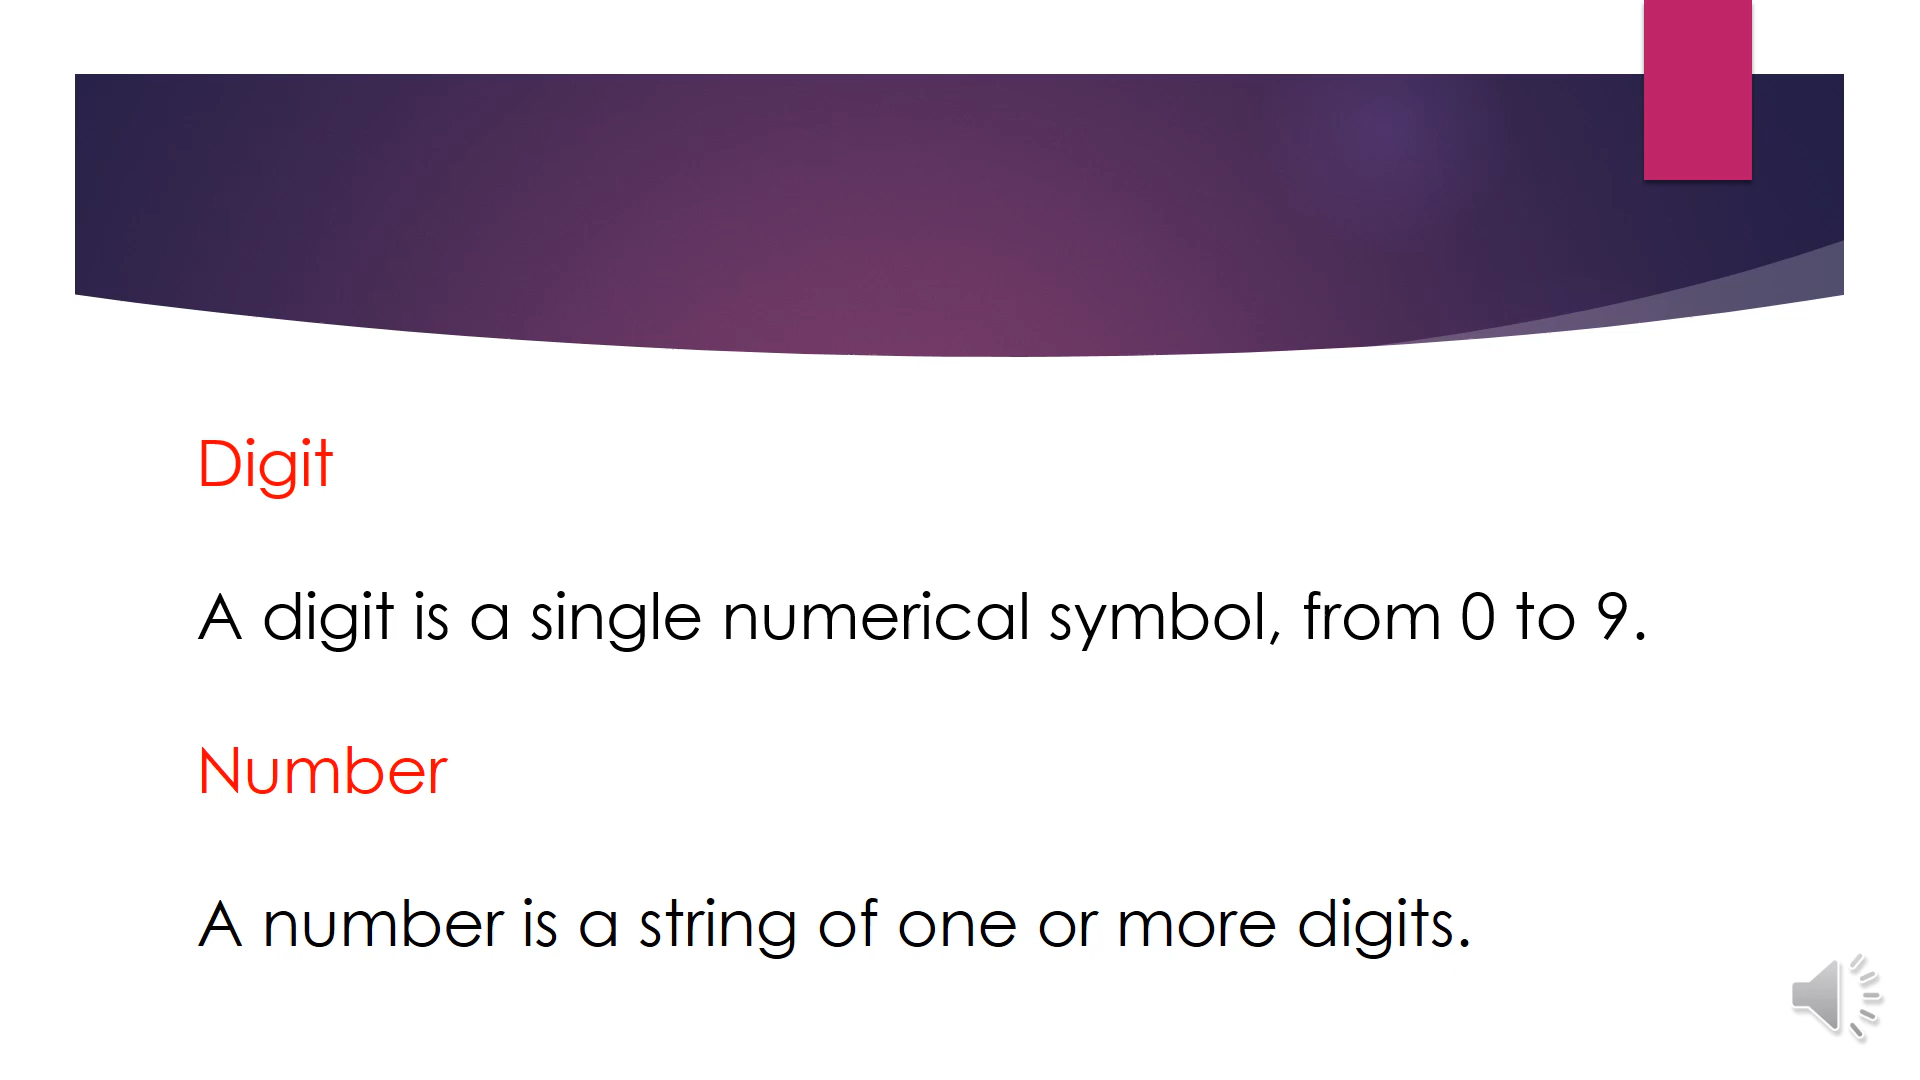 Digit
A digit is a single numerical symbol, from 0 to 9.
Number
A number is a string of one or more digits.